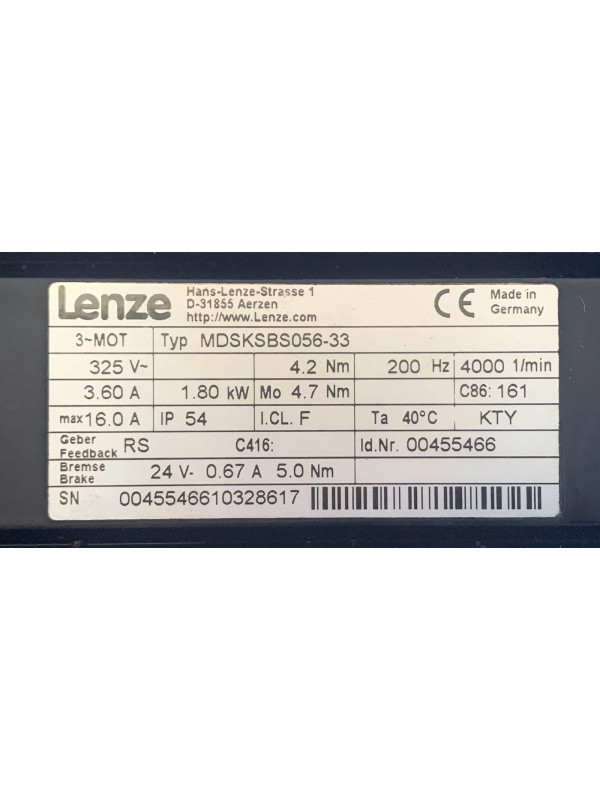 Lenze
Hans-Lenze-Strasse 1
D-31855 Aerzen
http://www.Lenze.com
CE
Made in
Germany
3~MOT Typ MDSKSBS056-33
325 V~ 4.2 Nm 200 Hz 4000 1/min
3.60 A 1.80 kW Mo 4.7 Nm C86: 161
max 16.0 A IP 54 I.CL. F Ta 40°C KTY
Geber
Feedback RS C416: Id.Nr. 00455466
Bremse
Brake 24 V- 0.67 A 5.0 Nm
SN 0045546610328617